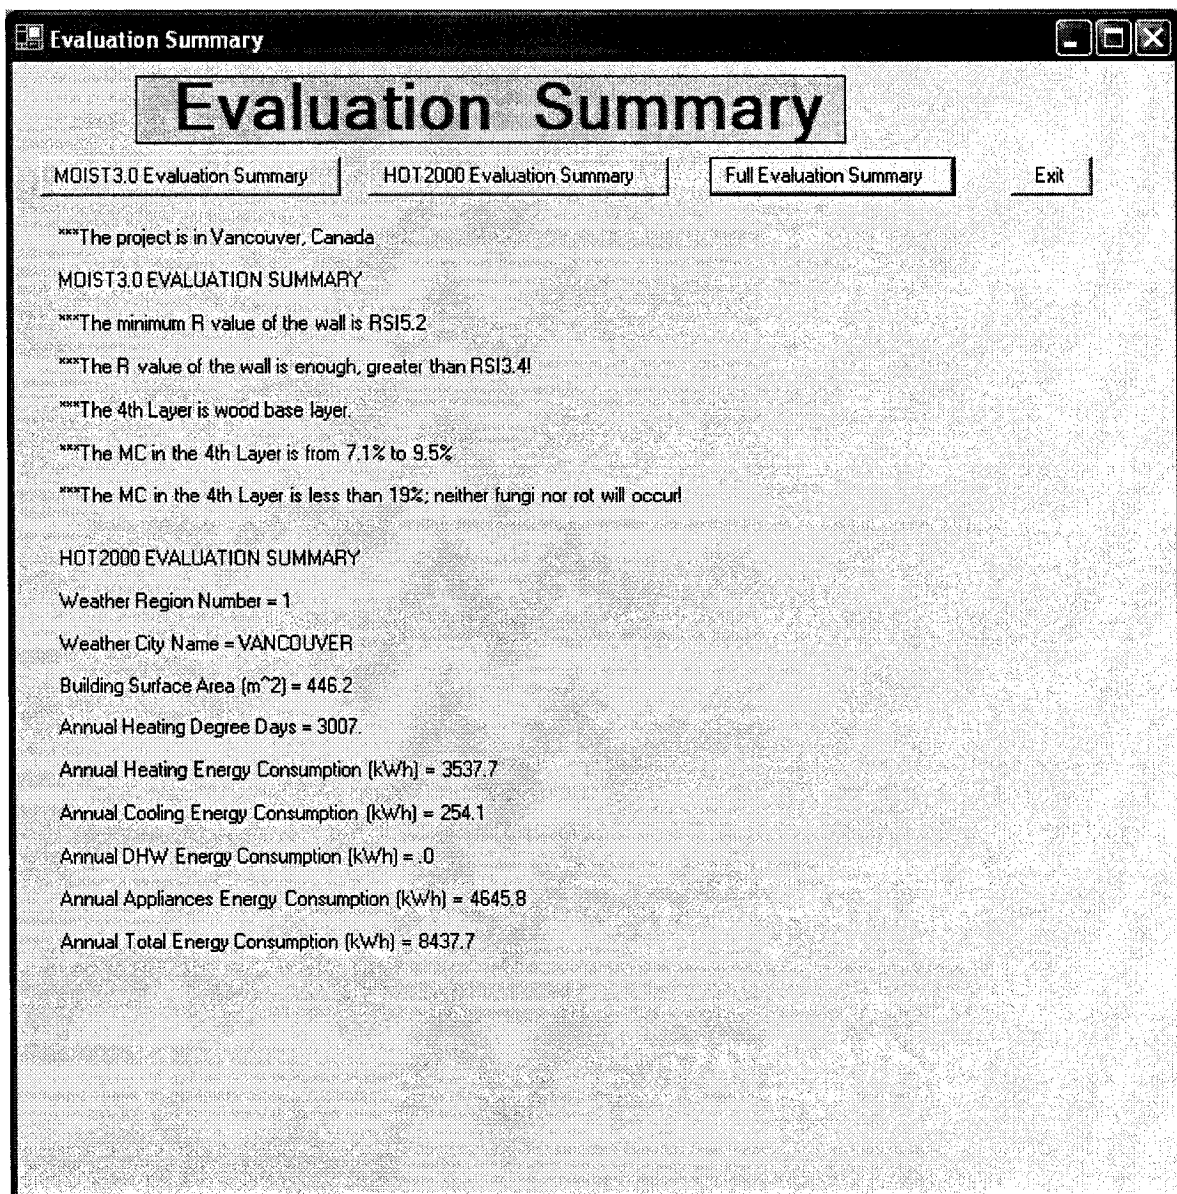 Evaluation Summary
Evaluation Summary
MOIST3.0 Evaluation Summary HOT2000 Evaluation Summary Full Evaluation Summary Exit
***The project is in Vancouver, Canada
MOIST3.0 EVALUATION SUMMARY
***The minimum R value of the wall is RSI5.2
***The R value of the wall is enough, greater than RSI3.4!
***The 4th Layer is wood base layer.
***The MC in the 4th Layer is from 7.1% to 9.5%
***The MC in the 4th Layer is less than 19%; neither fungi nor rot will occur!
HOT2000 EVALUATION SUMMARY
Weather Region Number = 1
Weather City Name = VANCOUVER
Building Surface Area (m^2) = 446.2
Annual Heating Degree Days = 3007.
Annual Heating Energy Consumption (kWh) = 3537.7
Annual Cooling Energy Consumption (kWh) = 254.1
Annual DHW Energy Consumption (kWh) = .0
Annual Appliances Energy Consumption (kWh) = 4645.8
Annual Total Energy Consumption (kWh) = 8437.7